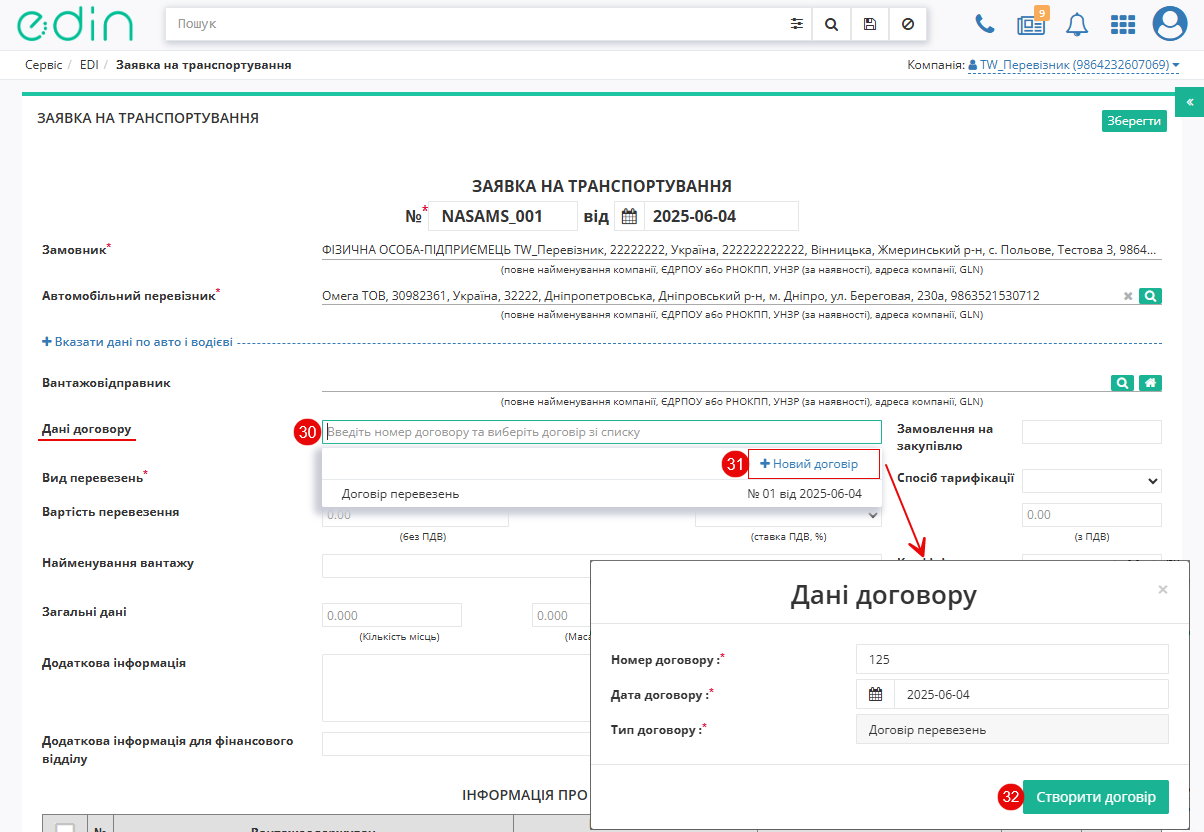 edin
Пошук
9
Сервіс / EDI / Заявка на транспортування
Компанія: TW_Перевізник (9864232607069)
«
ЗАЯВКА НА ТРАНСПОРТУВАННЯ
Зберегти
ЗАЯВКА НА ТРАНСПОРТУВАННЯ
№* NASAMS_001 від 2025-06-04
Замовник* ФІЗИЧНА ОСОБА-ПІДПРИЄМЕЦЬ TW_Перевізник, 22222222, Україна, 222222222222, Вінницька, Жмеринський р-н, с. Польове, Тестова 3, 9864...
(повне найменування компанії, ЄДРПОУ або РНОКПП, УНЗР (за наявності), адреса компанії, GLN)
Автомобільний перевізник* Омега ТОВ, 30982361, Україна, 32222, Дніпропетровська, Дніпровський р-н, м. Дніпро, ул. Береговая, 230а, 9863521530712
(повне найменування компанії, ЄДРПОУ або РНОКПП, УНЗР (за наявності), адреса компанії, GLN)
+ Вказати дані по авто і водієві
Вантажовідправник
(повне найменування компанії, ЄДРПОУ або РНОКПП, УНЗР (за наявності), адреса компанії, GLN)
Дані договору 30 Введіть номер договору та виберіть договір зі списку Замовлення на
закупівлю
31 + Новий договір
Вид перевезень* Спосіб тарифікації
Договір перевезень № 01 від 2025-06-04
Вартість перевезення 0.00 0.00
(без ПДВ) (ставка ПДВ, %) (з ПДВ)
Найменування вантажу
Загальні дані 0.000 0.000
(Кількість місць) (Маса
Додаткова інформація
Додаткова інформація для фінансового
відділу
ІНФОРМАЦІЯ ПРО
№ Вантажоодержувач
Дані договору ×
Номер договору :* 125
Дата договору :* 2025-06-04
Тип договору :* Договір перевезень
32 Створити договір